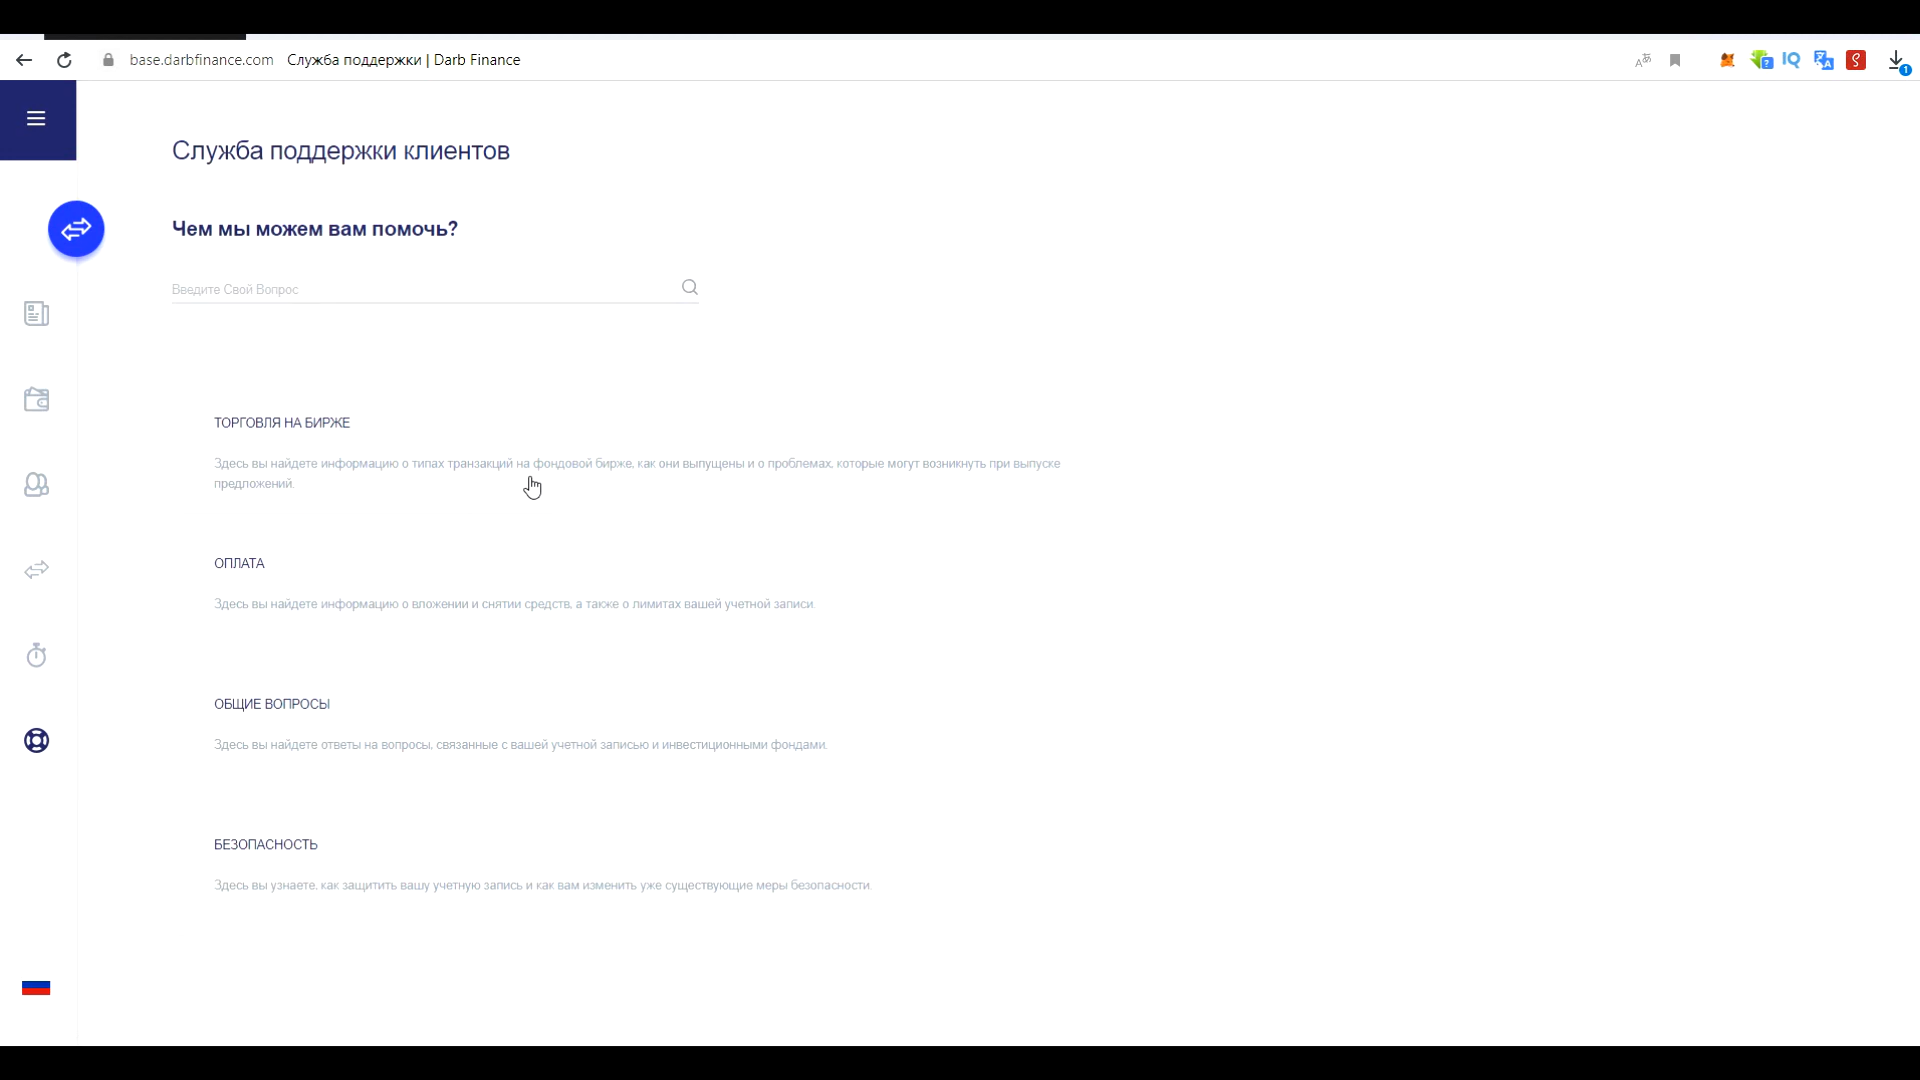 base.darbfinance.com Служба поддержки | Darb Finance
IQ
1
Служба поддержки клиентов
Чем мы можем вам помочь?
Введите Свой Вопрос
ТОРГОВЛЯ НА БИРЖЕ
Здесь вы найдете информацию о типах транзакций на фондовой бирже, как они выпущены и о проблемах, которые могут возникнуть при выпуске
предложений.
ОПЛАТА
Здесь вы найдете информацию о вложении и снятии средств, а также о лимитах вашей учетной записи.
ОБЩИЕ ВОПРОСЫ
Здесь вы найдете ответы на вопросы, связанные с вашей учетной записью и инвестиционными фондами.
БЕЗОПАСНОСТЬ
Здесь вы узнаете, как защитить вашу учетную запись и как вам изменить уже существующие меры безопасности.